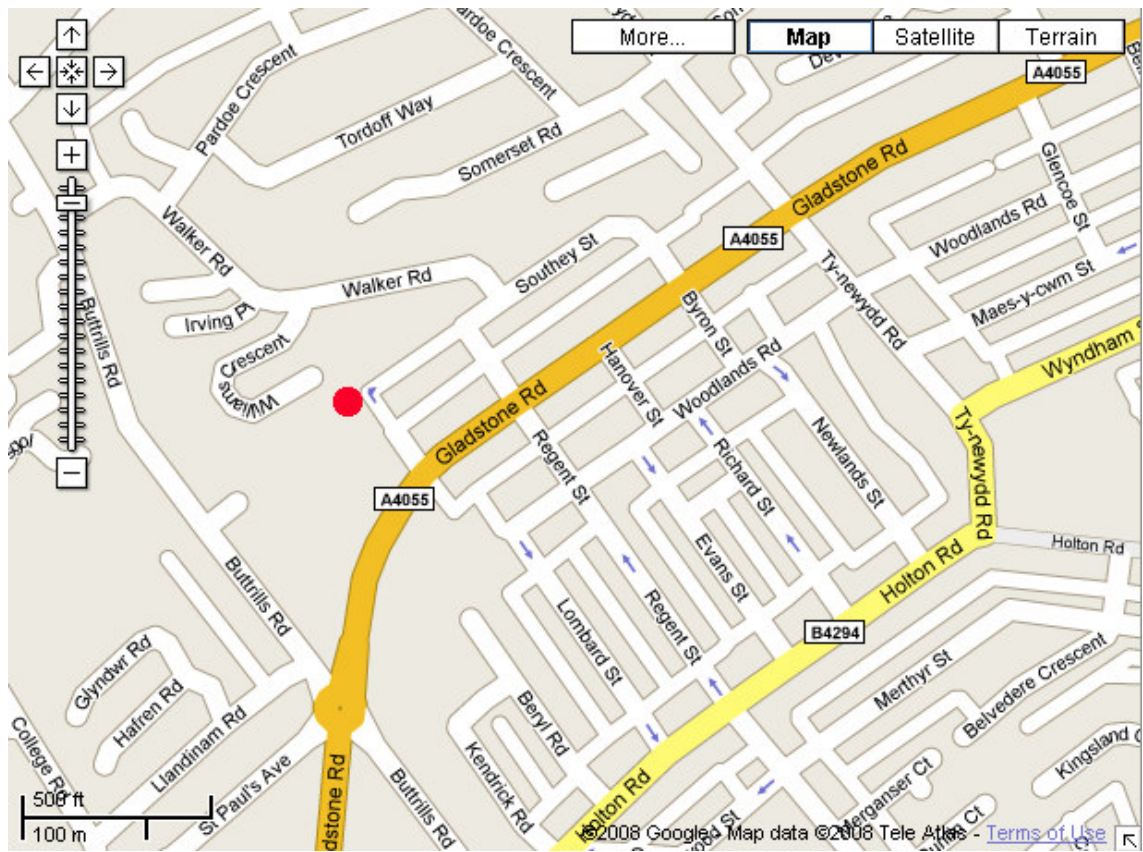 More...
Map
Satellite
Terrain
A4055
Pardoe Crescent
Pardoe Crescent
Tordoff Way
Somerset Rd
Gladstone Rd
Glencoe St
Woodlands Rd
A4055
Walker Rd
Southey St
Walker Rd
Ty-newydd Rd
Maes-y-cwm St
Irving Pl
Byron St
Buttrills Rd
Crescent
Williams
Hanover St
Woodlands Rd
Wyndham
Gladstone Rd
Regent St
Richard St
Newlands St
Ty-newydd Rd
A4055
Evans St
Holton Rd
Holton Rd
Buttrills Rd
Lombard St
Regent St
B4294
Glyndwr Rd
Hafren Rd
Merthyr St
Belvedere Crescent
Beryl Rd
Llandinam Rd
College Rd
St Paul's Ave
Kendrick Rd
Kingsland
Holton Rd
Buttrills Rd
dstone Rd
Merganser Ct
500 ft
100 m
©2008 Google - Map data ©2008 Tele Atlas - Terms of Use